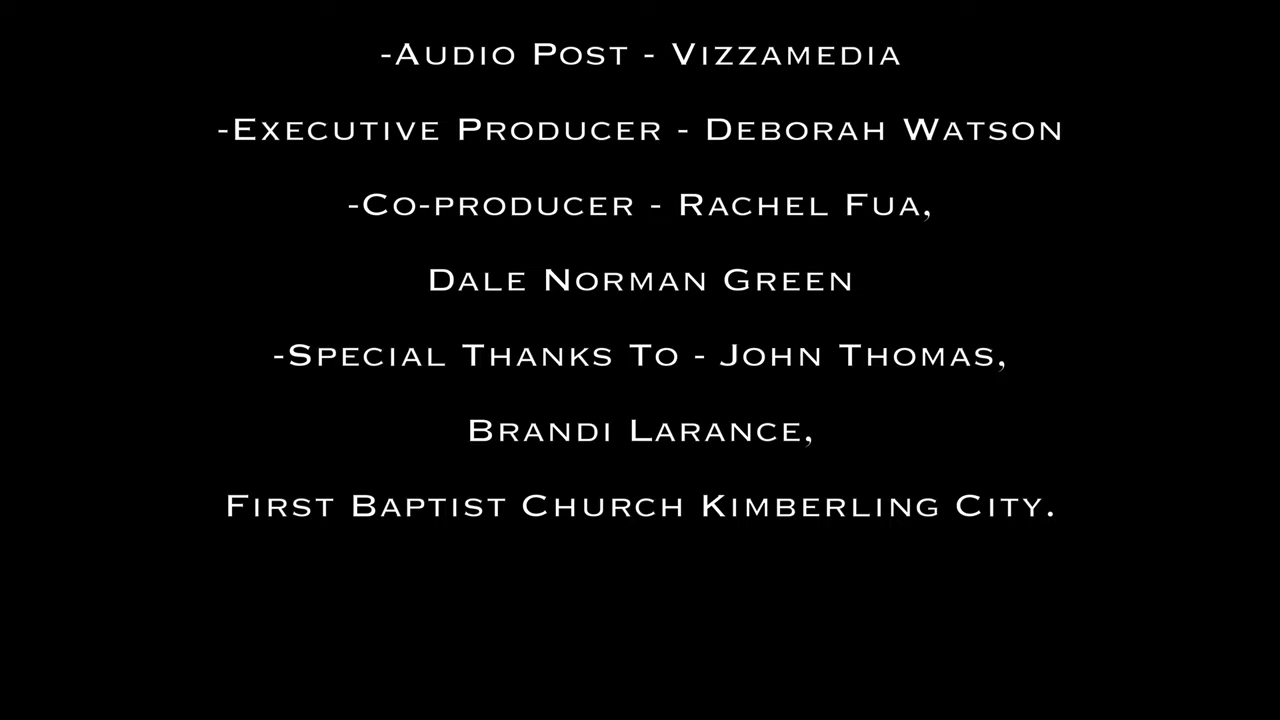 -Audio Post - Vizzamedia
-Executive Producer - Deborah Watson
-Co-producer - Rachel Fua,
Dale Norman Green
-Special Thanks To - John Thomas,
Brandi Larance,
First Baptist Church Kimberling City.